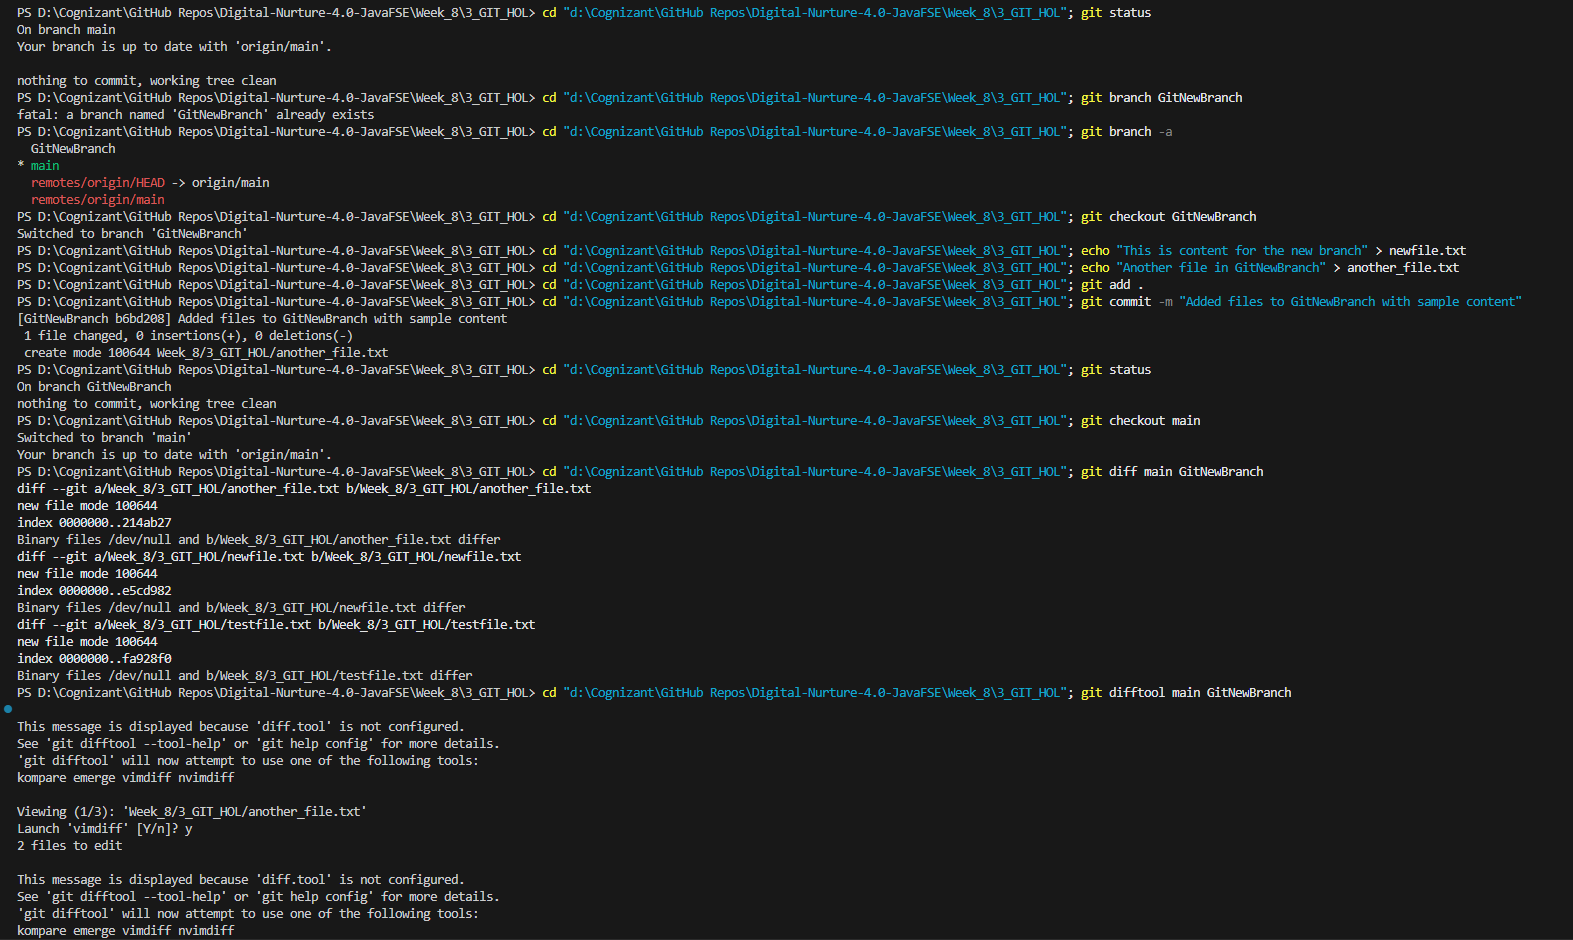 PS D:\Cognizant\GitHub Repos\Digital-Nurture-4.0-JavaFSE\Week_8\3_GIT_HOL> cd "d:\Cognizant\GitHub Repos\Digital-Nurture-4.0-JavaFSE\Week_8\3_GIT_HOL"; git status
On branch main
Your branch is up to date with 'origin/main'.
nothing to commit, working tree clean
PS D:\Cognizant\GitHub Repos\Digital-Nurture-4.0-JavaFSE\Week_8\3_GIT_HOL> cd "d:\Cognizant\GitHub Repos\Digital-Nurture-4.0-JavaFSE\Week_8\3_GIT_HOL"; git branch GitNewBranch
fatal: a branch named 'GitNewBranch' already exists
PS D:\Cognizant\GitHub Repos\Digital-Nurture-4.0-JavaFSE\Week_8\3_GIT_HOL> cd "d:\Cognizant\GitHub Repos\Digital-Nurture-4.0-JavaFSE\Week_8\3_GIT_HOL"; git branch -a
  GitNewBranch
* main
  remotes/origin/HEAD -> origin/main
  remotes/origin/main
PS D:\Cognizant\GitHub Repos\Digital-Nurture-4.0-JavaFSE\Week_8\3_GIT_HOL> cd "d:\Cognizant\GitHub Repos\Digital-Nurture-4.0-JavaFSE\Week_8\3_GIT_HOL"; git checkout GitNewBranch
Switched to branch 'GitNewBranch'
PS D:\Cognizant\GitHub Repos\Digital-Nurture-4.0-JavaFSE\Week_8\3_GIT_HOL> cd "d:\Cognizant\GitHub Repos\Digital-Nurture-4.0-JavaFSE\Week_8\3_GIT_HOL"; echo "This is content for the new branch" > newfile.txt
PS D:\Cognizant\GitHub Repos\Digital-Nurture-4.0-JavaFSE\Week_8\3_GIT_HOL> cd "d:\Cognizant\GitHub Repos\Digital-Nurture-4.0-JavaFSE\Week_8\3_GIT_HOL"; echo "Another file in GitNewBranch" > another_file.txt
PS D:\Cognizant\GitHub Repos\Digital-Nurture-4.0-JavaFSE\Week_8\3_GIT_HOL> cd "d:\Cognizant\GitHub Repos\Digital-Nurture-4.0-JavaFSE\Week_8\3_GIT_HOL"; git add .
PS D:\Cognizant\GitHub Repos\Digital-Nurture-4.0-JavaFSE\Week_8\3_GIT_HOL> cd "d:\Cognizant\GitHub Repos\Digital-Nurture-4.0-JavaFSE\Week_8\3_GIT_HOL"; git commit -m "Added files to GitNewBranch with sample content"
[GitNewBranch b6bd208] Added files to GitNewBranch with sample content
 1 file changed, 0 insertions(+), 0 deletions(-)
 create mode 100644 Week_8/3_GIT_HOL/another_file.txt
PS D:\Cognizant\GitHub Repos\Digital-Nurture-4.0-JavaFSE\Week_8\3_GIT_HOL> cd "d:\Cognizant\GitHub Repos\Digital-Nurture-4.0-JavaFSE\Week_8\3_GIT_HOL"; git status
On branch GitNewBranch
nothing to commit, working tree clean
PS D:\Cognizant\GitHub Repos\Digital-Nurture-4.0-JavaFSE\Week_8\3_GIT_HOL> cd "d:\Cognizant\GitHub Repos\Digital-Nurture-4.0-JavaFSE\Week_8\3_GIT_HOL"; git checkout main
Switched to branch 'main'
Your branch is up to date with 'origin/main'.
PS D:\Cognizant\GitHub Repos\Digital-Nurture-4.0-JavaFSE\Week_8\3_GIT_HOL> cd "d:\Cognizant\GitHub Repos\Digital-Nurture-4.0-JavaFSE\Week_8\3_GIT_HOL"; git diff main GitNewBranch
diff --git a/Week_8/3_GIT_HOL/another_file.txt b/Week_8/3_GIT_HOL/another_file.txt
new file mode 100644
index 0000000..214ab27
Binary files /dev/null and b/Week_8/3_GIT_HOL/another_file.txt differ
diff --git a/Week_8/3_GIT_HOL/newfile.txt b/Week_8/3_GIT_HOL/newfile.txt
new file mode 100644
index 0000000..e5cd982
Binary files /dev/null and b/Week_8/3_GIT_HOL/newfile.txt differ
diff --git a/Week_8/3_GIT_HOL/testfile.txt b/Week_8/3_GIT_HOL/testfile.txt
new file mode 100644
index 0000000..fa928f0
Binary files /dev/null and b/Week_8/3_GIT_HOL/testfile.txt differ
PS D:\Cognizant\GitHub Repos\Digital-Nurture-4.0-JavaFSE\Week_8\3_GIT_HOL> cd "d:\Cognizant\GitHub Repos\Digital-Nurture-4.0-JavaFSE\Week_8\3_GIT_HOL"; git difftool main GitNewBranch
This message is displayed because 'diff.tool' is not configured.
See 'git difftool --tool-help' or 'git help config' for more details.
'git difftool' will now attempt to use one of the following tools:
kompare emerge vimdiff nvimdiff
Viewing (1/3): 'Week_8/3_GIT_HOL/another_file.txt'
Launch 'vimdiff' [Y/n]? y
2 files to edit
This message is displayed because 'diff.tool' is not configured.
See 'git difftool --tool-help' or 'git help config' for more details.
'git difftool' will now attempt to use one of the following tools:
kompare emerge vimdiff nvimdiff